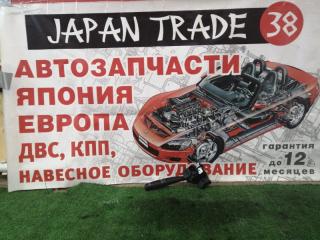 JAPAN TRADE 38
АВТОЗАПЧАСТИ
ЯПОНИЯ
ЕВРОПА
ДВС, КПП,
НАВЕСНОЕ ОБОРУДОВАНИЕ
гарантия
до 12
месяцев